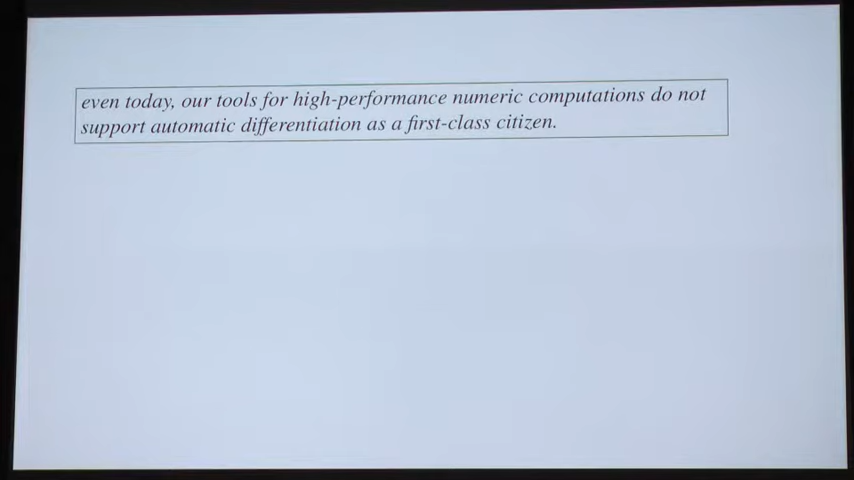 even today, our tools for high-performance numeric computations do not
support automatic differentiation as a first-class citizen.